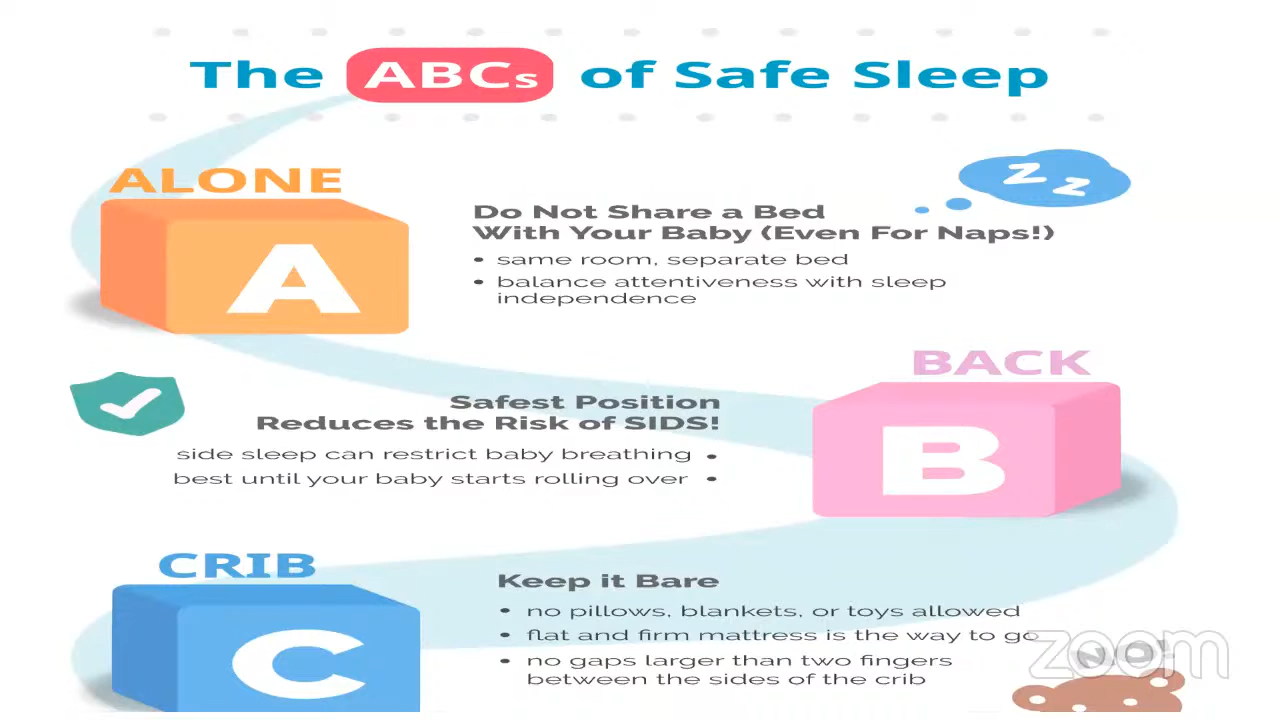 The ABCs of Safe Sleep
ALONE
A
Z Z
Do Not Share a Bed
With Your Baby (Even For Naps!)
• same room, separate bed
• balance attentiveness with sleep
independence
BACK
B
Safest Position
Reduces the Risk of SIDS!
side sleep can restrict baby breathing •
best until your baby starts rolling over •
CRIB
C
Keep it Bare
• no pillows, blankets, or toys allowed
• flat and firm mattress is the way to go
• no gaps larger than two fingers
between the sides of the crib
NO!
zoom